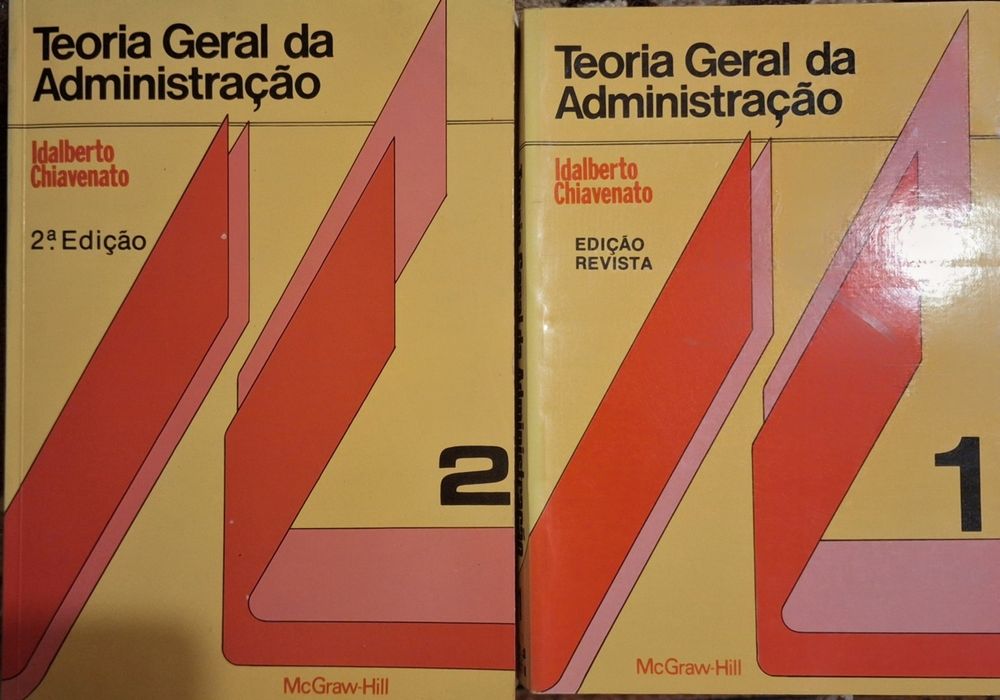 Teoria Geral da
Administração
Idalberto
Chiavenato
2ª Edição
2
McGraw-Hill
Teoria Geral da
Administração
Idalberto
Chiavenato
EDIÇÃO
REVISTA
1
McGraw-Hill